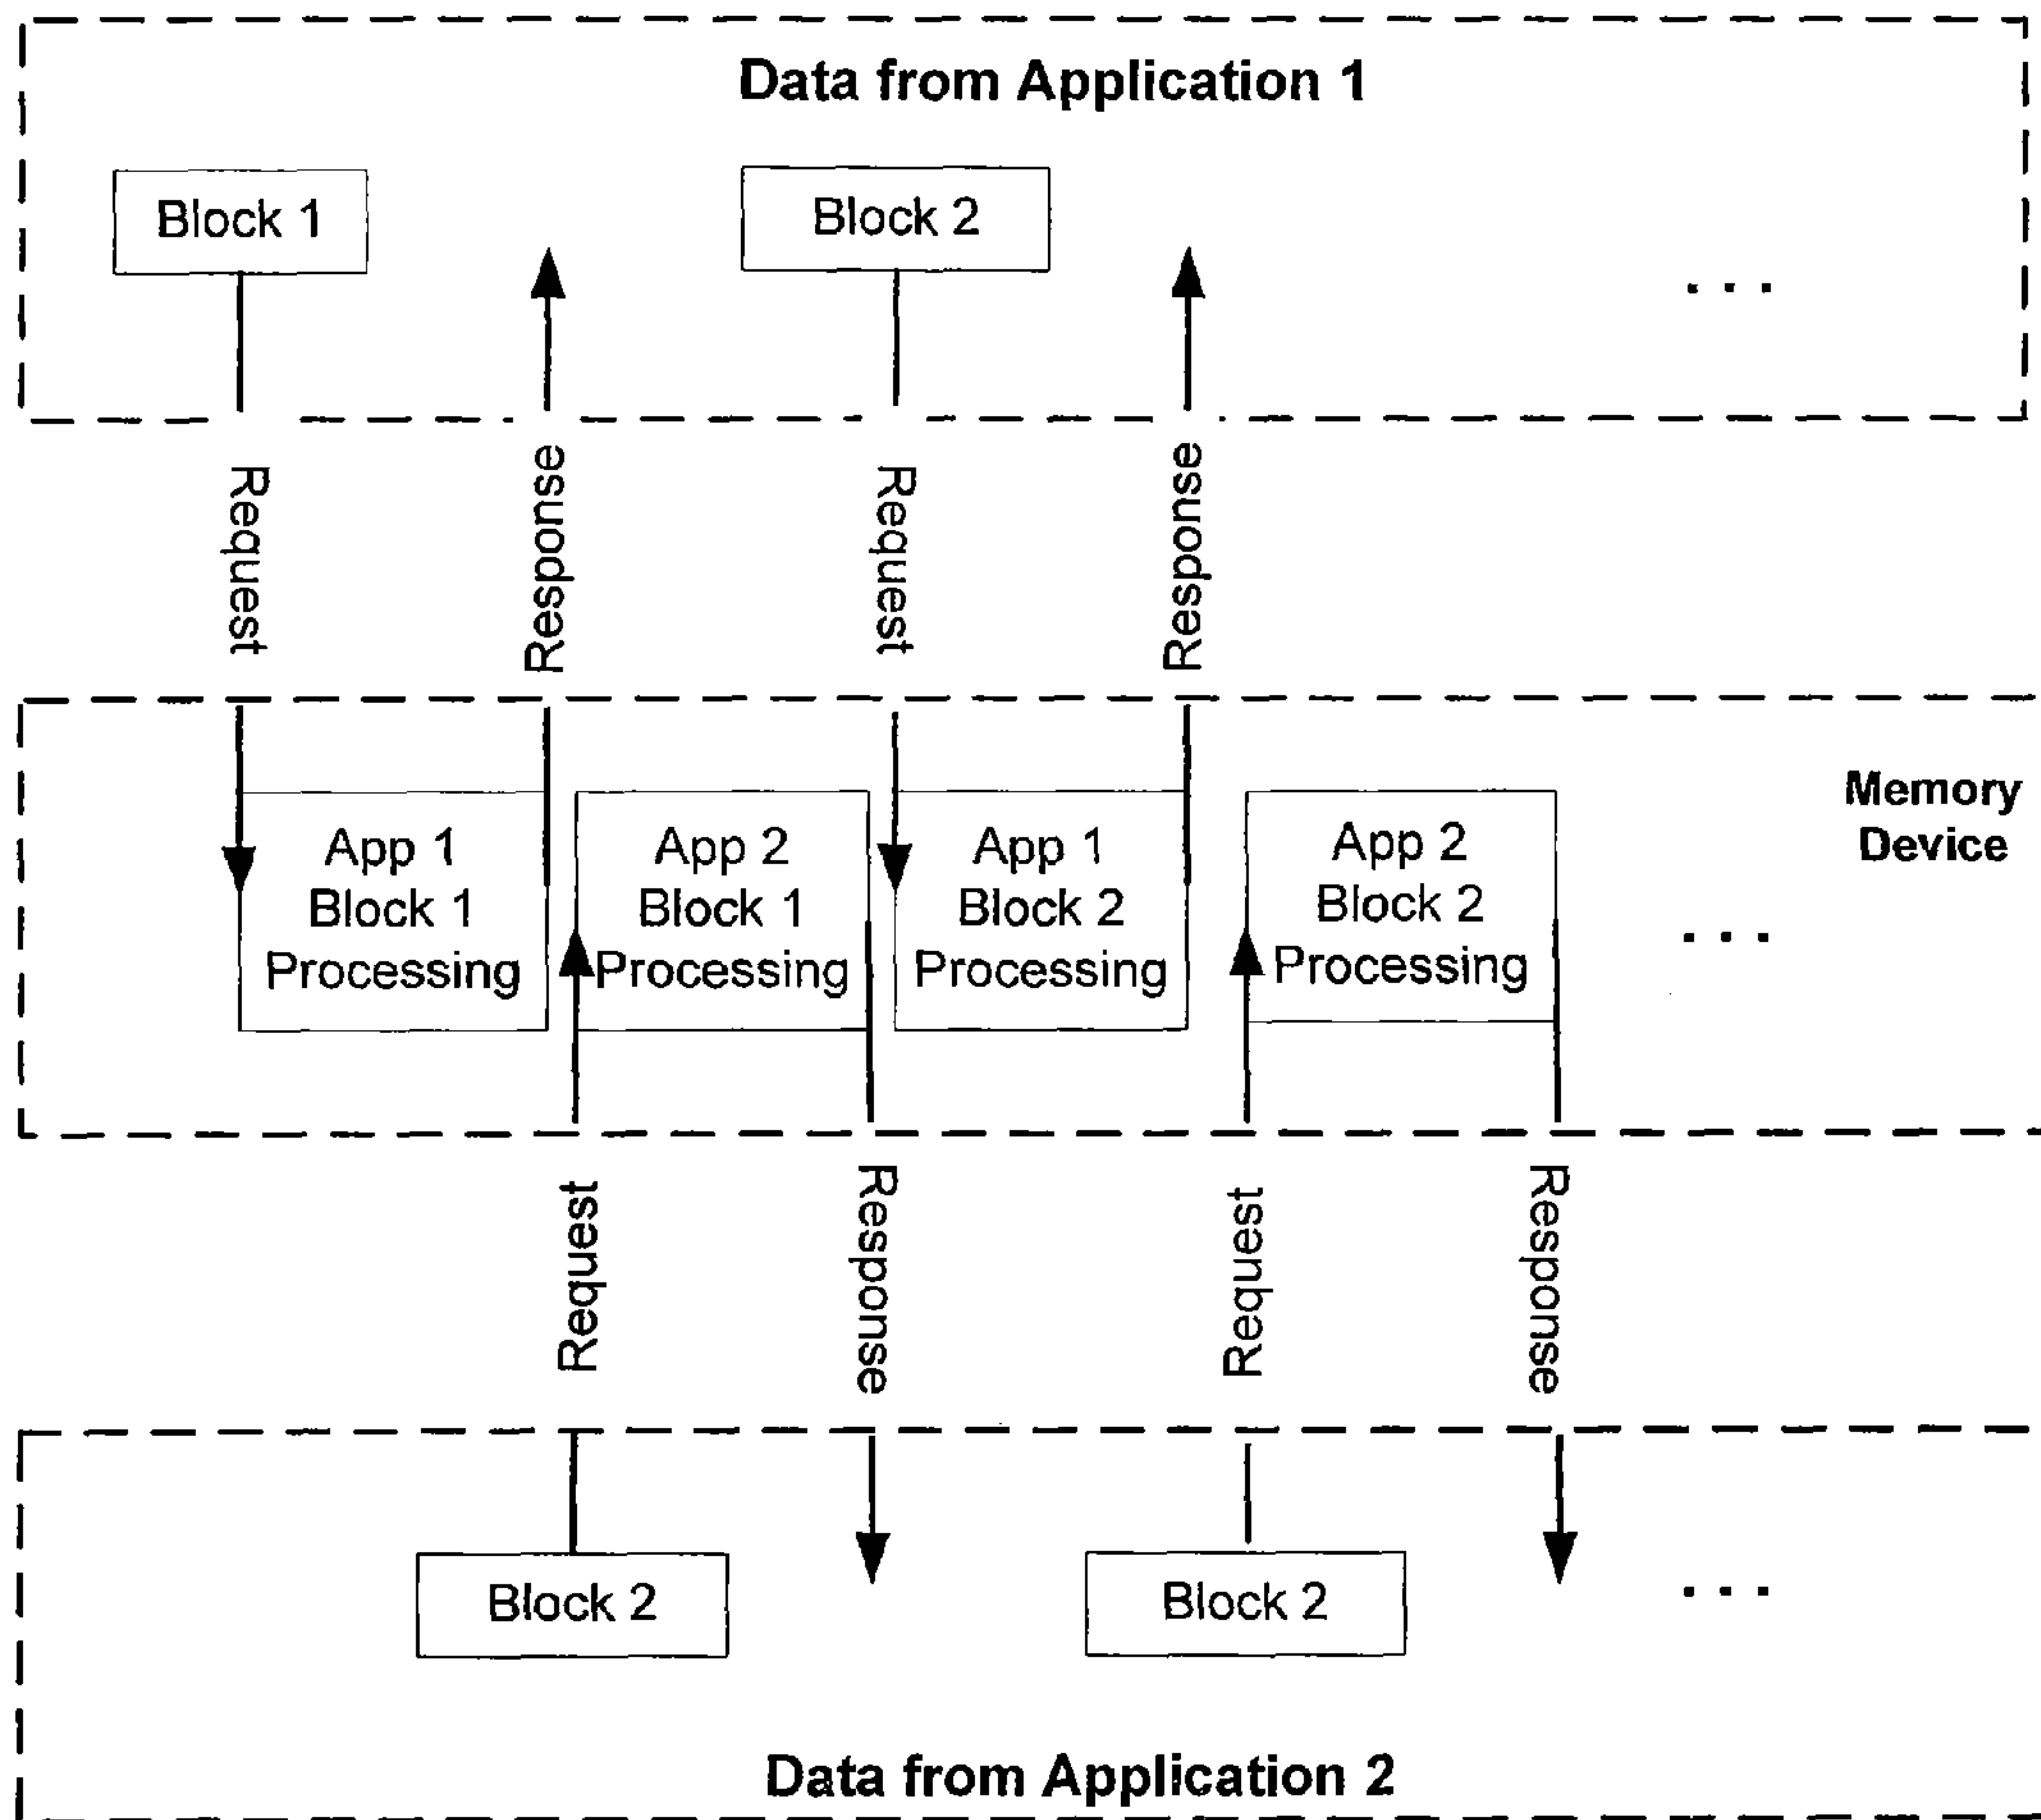 Data from Application 1
Block 1
Block 2
. . .
Request
Response
Request
Response
Memory
Device
App 1
Block 1
Processing
App 2
Block 1
Processing
App 1
Block 2
Processing
App 2
Block 2
Processing
. . .
Request
Response
Request
Response
Block 2
Block 2
. . .
Data from Application 2